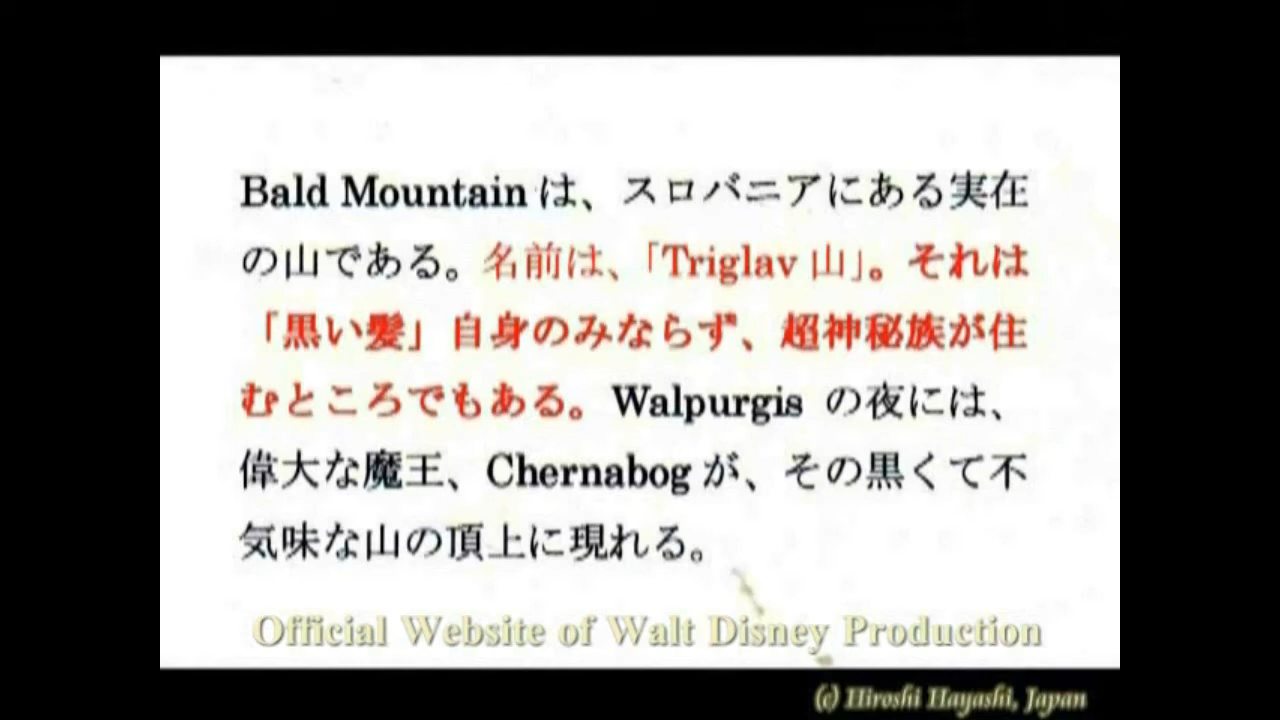 Bald Mountain は、スロバニアにある実在
の山である。名前は、「Triglav 山」。それは
「黒い髪」自身のみならず、超神秘族が住
むところでもある。Walpurgis の夜には、
偉大な魔王、Chernabog が、その黒くて不
気味な山の頂上に現れる。
Official Website of Walt Disney Production
(c) Hiroshi Hayashi, Japan